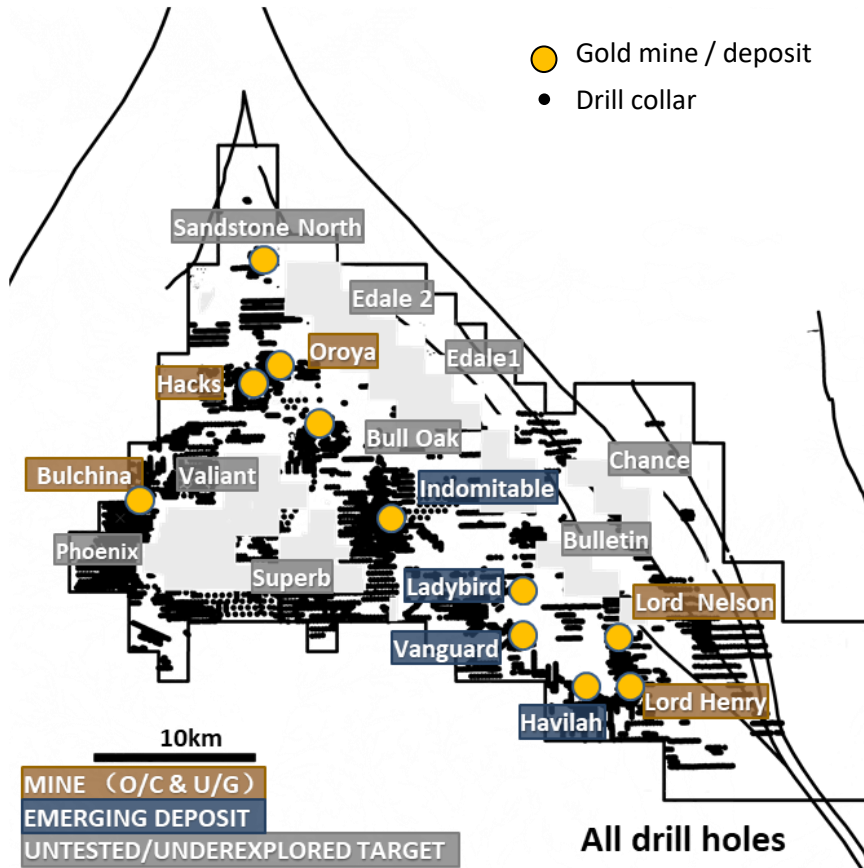 Gold mine / deposit
Drill collar
Sandstone North
Edale 2
Oroya
Edale1
Hacks
Bull Oak
Chance
Bulchina
Valiant
Indomitable
Phoenix
Bulletin
Superb
Ladybird
Lord Nelson
Vanguard
Lord Henry
Havilah
10km
MINE （O/C & U/G）
EMERGING DEPOSIT
UNTESTED/UNDEREXPLORED TARGET
All drill holes